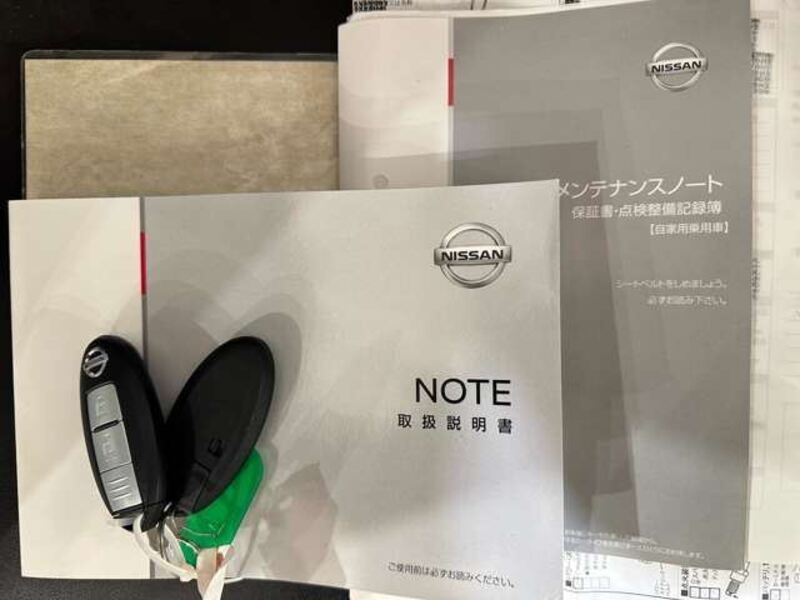 NISSAN
メンテナンスノート
保証書・点検整備記録簿
【自家用乗用車】
シートベルトをしめましょう。
必ずお読み下さい。
NISSAN
NOTE
取扱説明書
ご使用前は必ずお読みください。